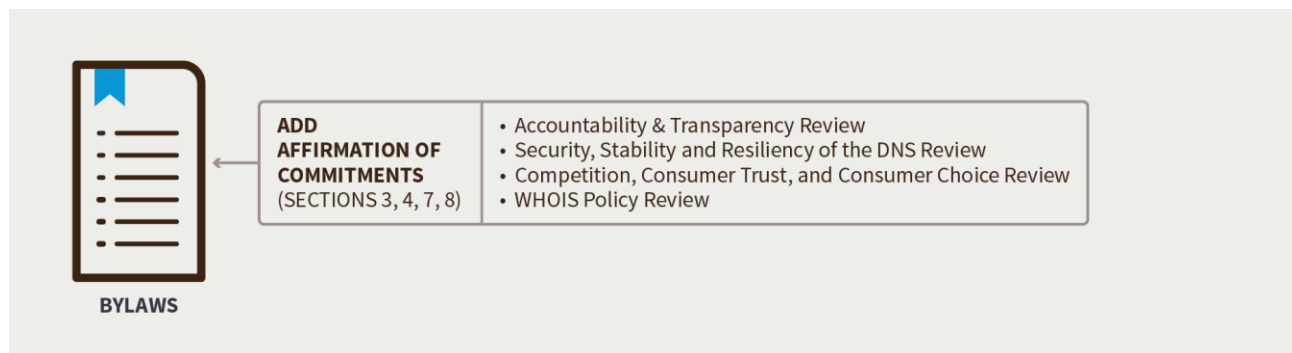 ADD
AFFIRMATION OF
COMMITMENTS
(SECTIONS 3, 4, 7, 8)
• Accountability & Transparency Review
• Security, Stability and Resiliency of the DNS Review
• Competition, Consumer Trust, and Consumer Choice Review
• WHOIS Policy Review
BYLAWS